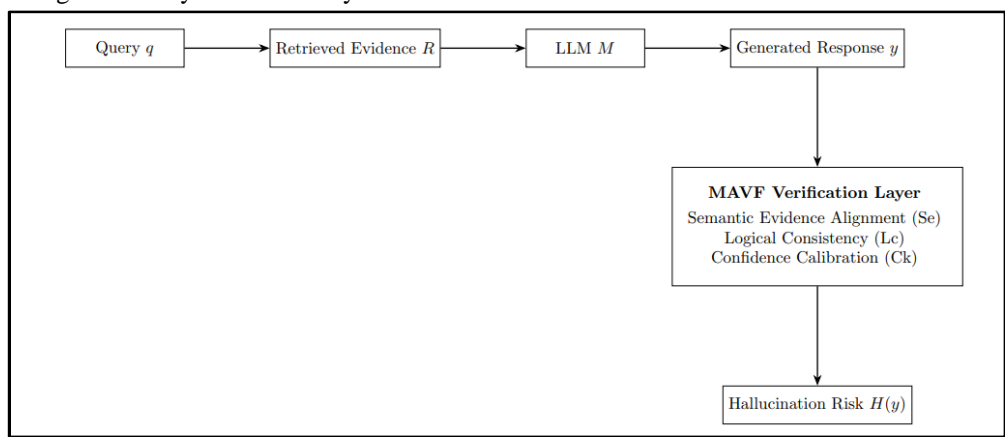 Query q
Retrieved Evidence R
LLM M
Generated Response y
MAVF Verification Layer
Semantic Evidence Alignment (Se)
Logical Consistency (Lc)
Confidence Calibration (Ck)
Hallucination Risk H(y)